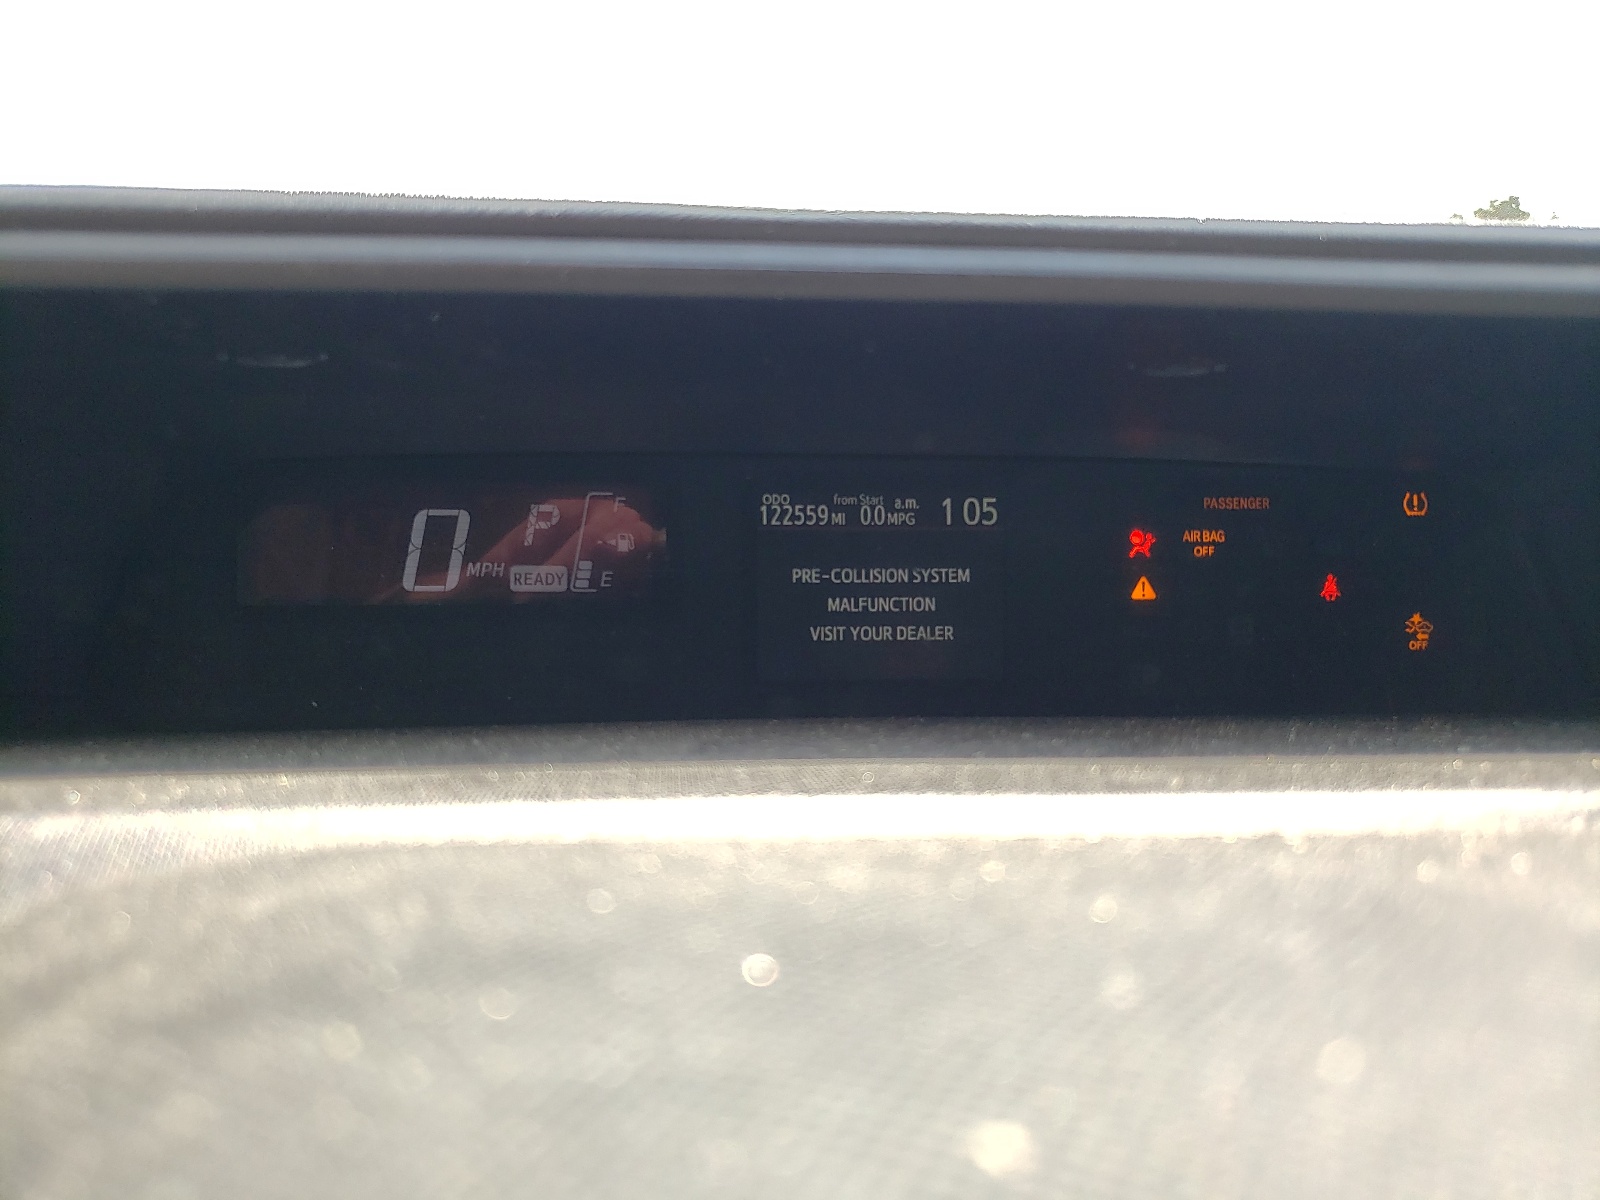 0 MPH
P
READY
F
E
ODO from Start a.m.
122559 MI 0.0 MPG 1 05
PRE-COLLISION SYSTEM
MALFUNCTION
VISIT YOUR DEALER
PASSENGER
AIR BAG
OFF
OFF